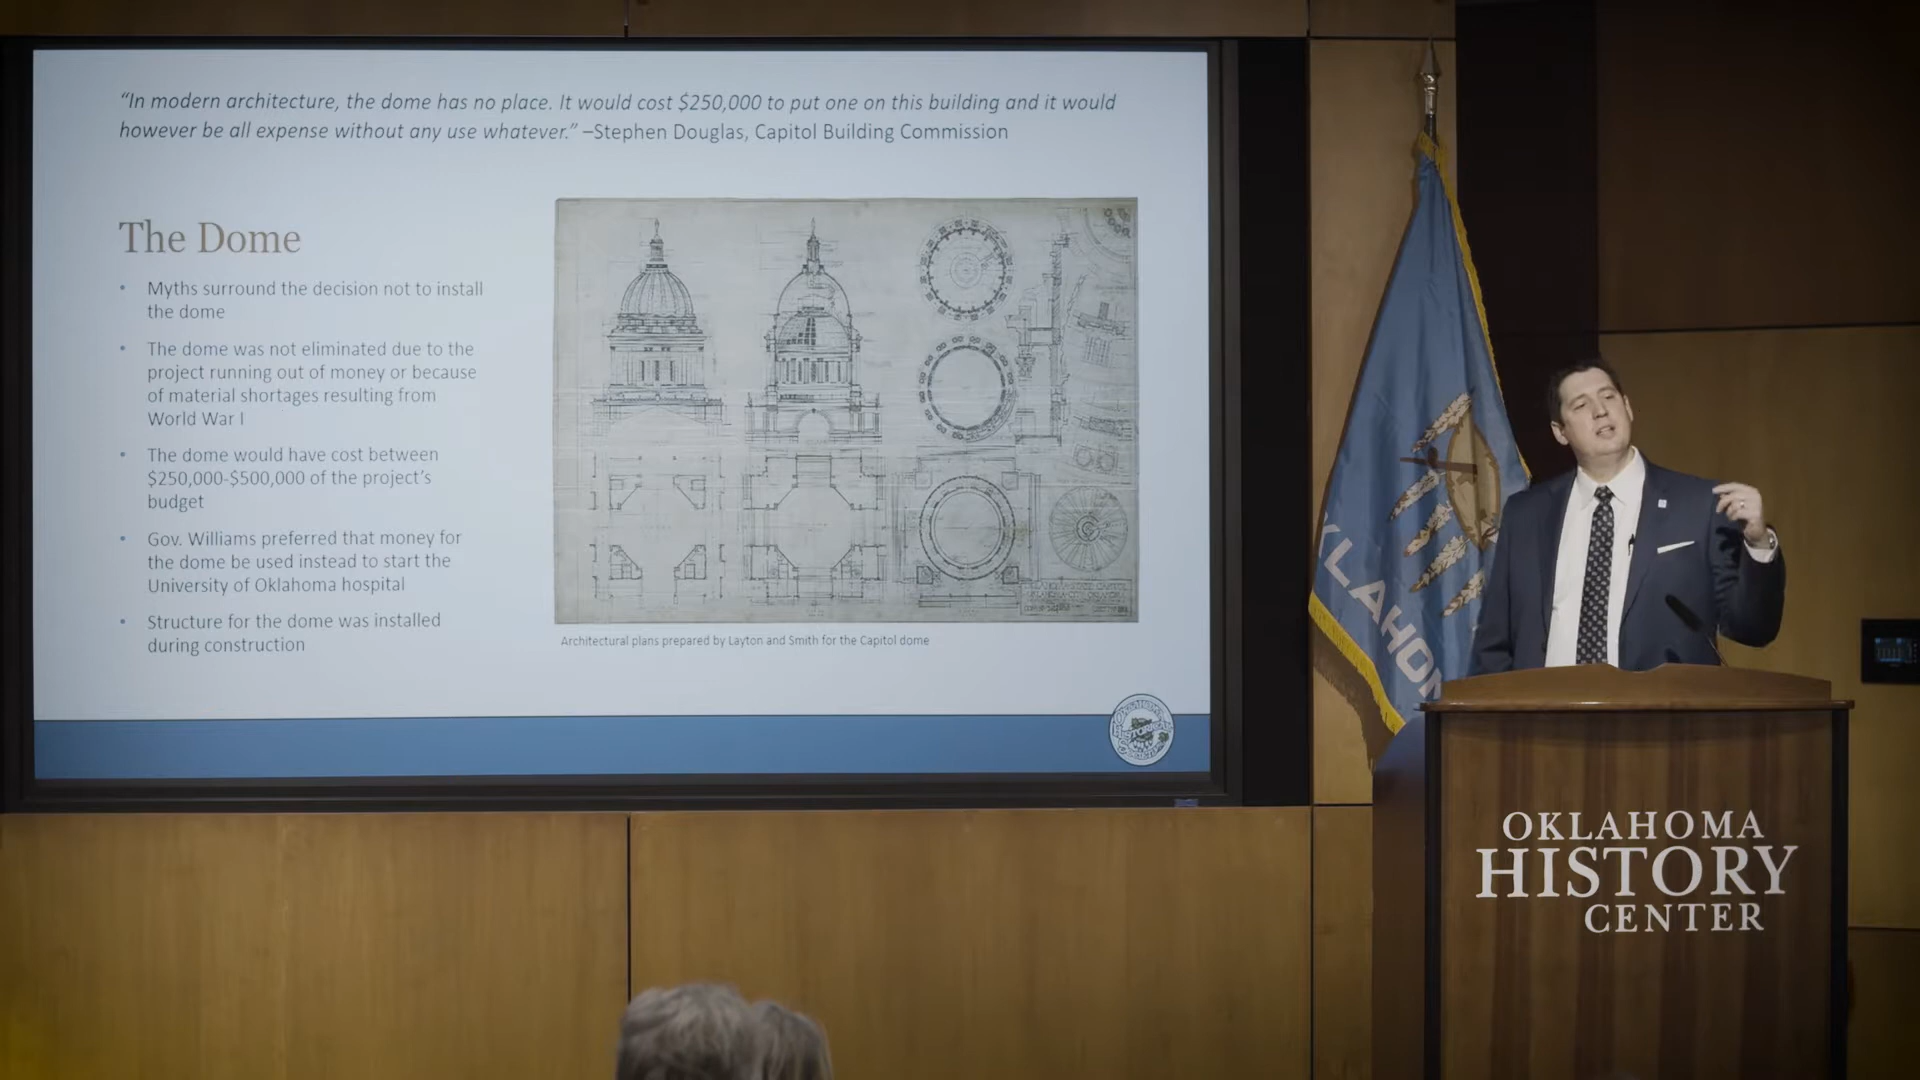 “In modern architecture, the dome has no place. It would cost $250,000 to put one on this building and it would
however be all expense without any use whatever.” –Stephen Douglas, Capitol Building Commission
The Dome
• Myths surround the decision not to install
the dome
• The dome was not eliminated due to the
project running out of money or because
of material shortages resulting from
World War I
• The dome would have cost between
$250,000-$500,000 of the project’s
budget
• Gov. Williams preferred that money for
the dome be used instead to start the
University of Oklahoma hospital
• Structure for the dome was installed
during construction
Architectural plans prepared by Layton and Smith for the Capitol dome
KLAHOM
OKLAHOMA
HISTORY
CENTER